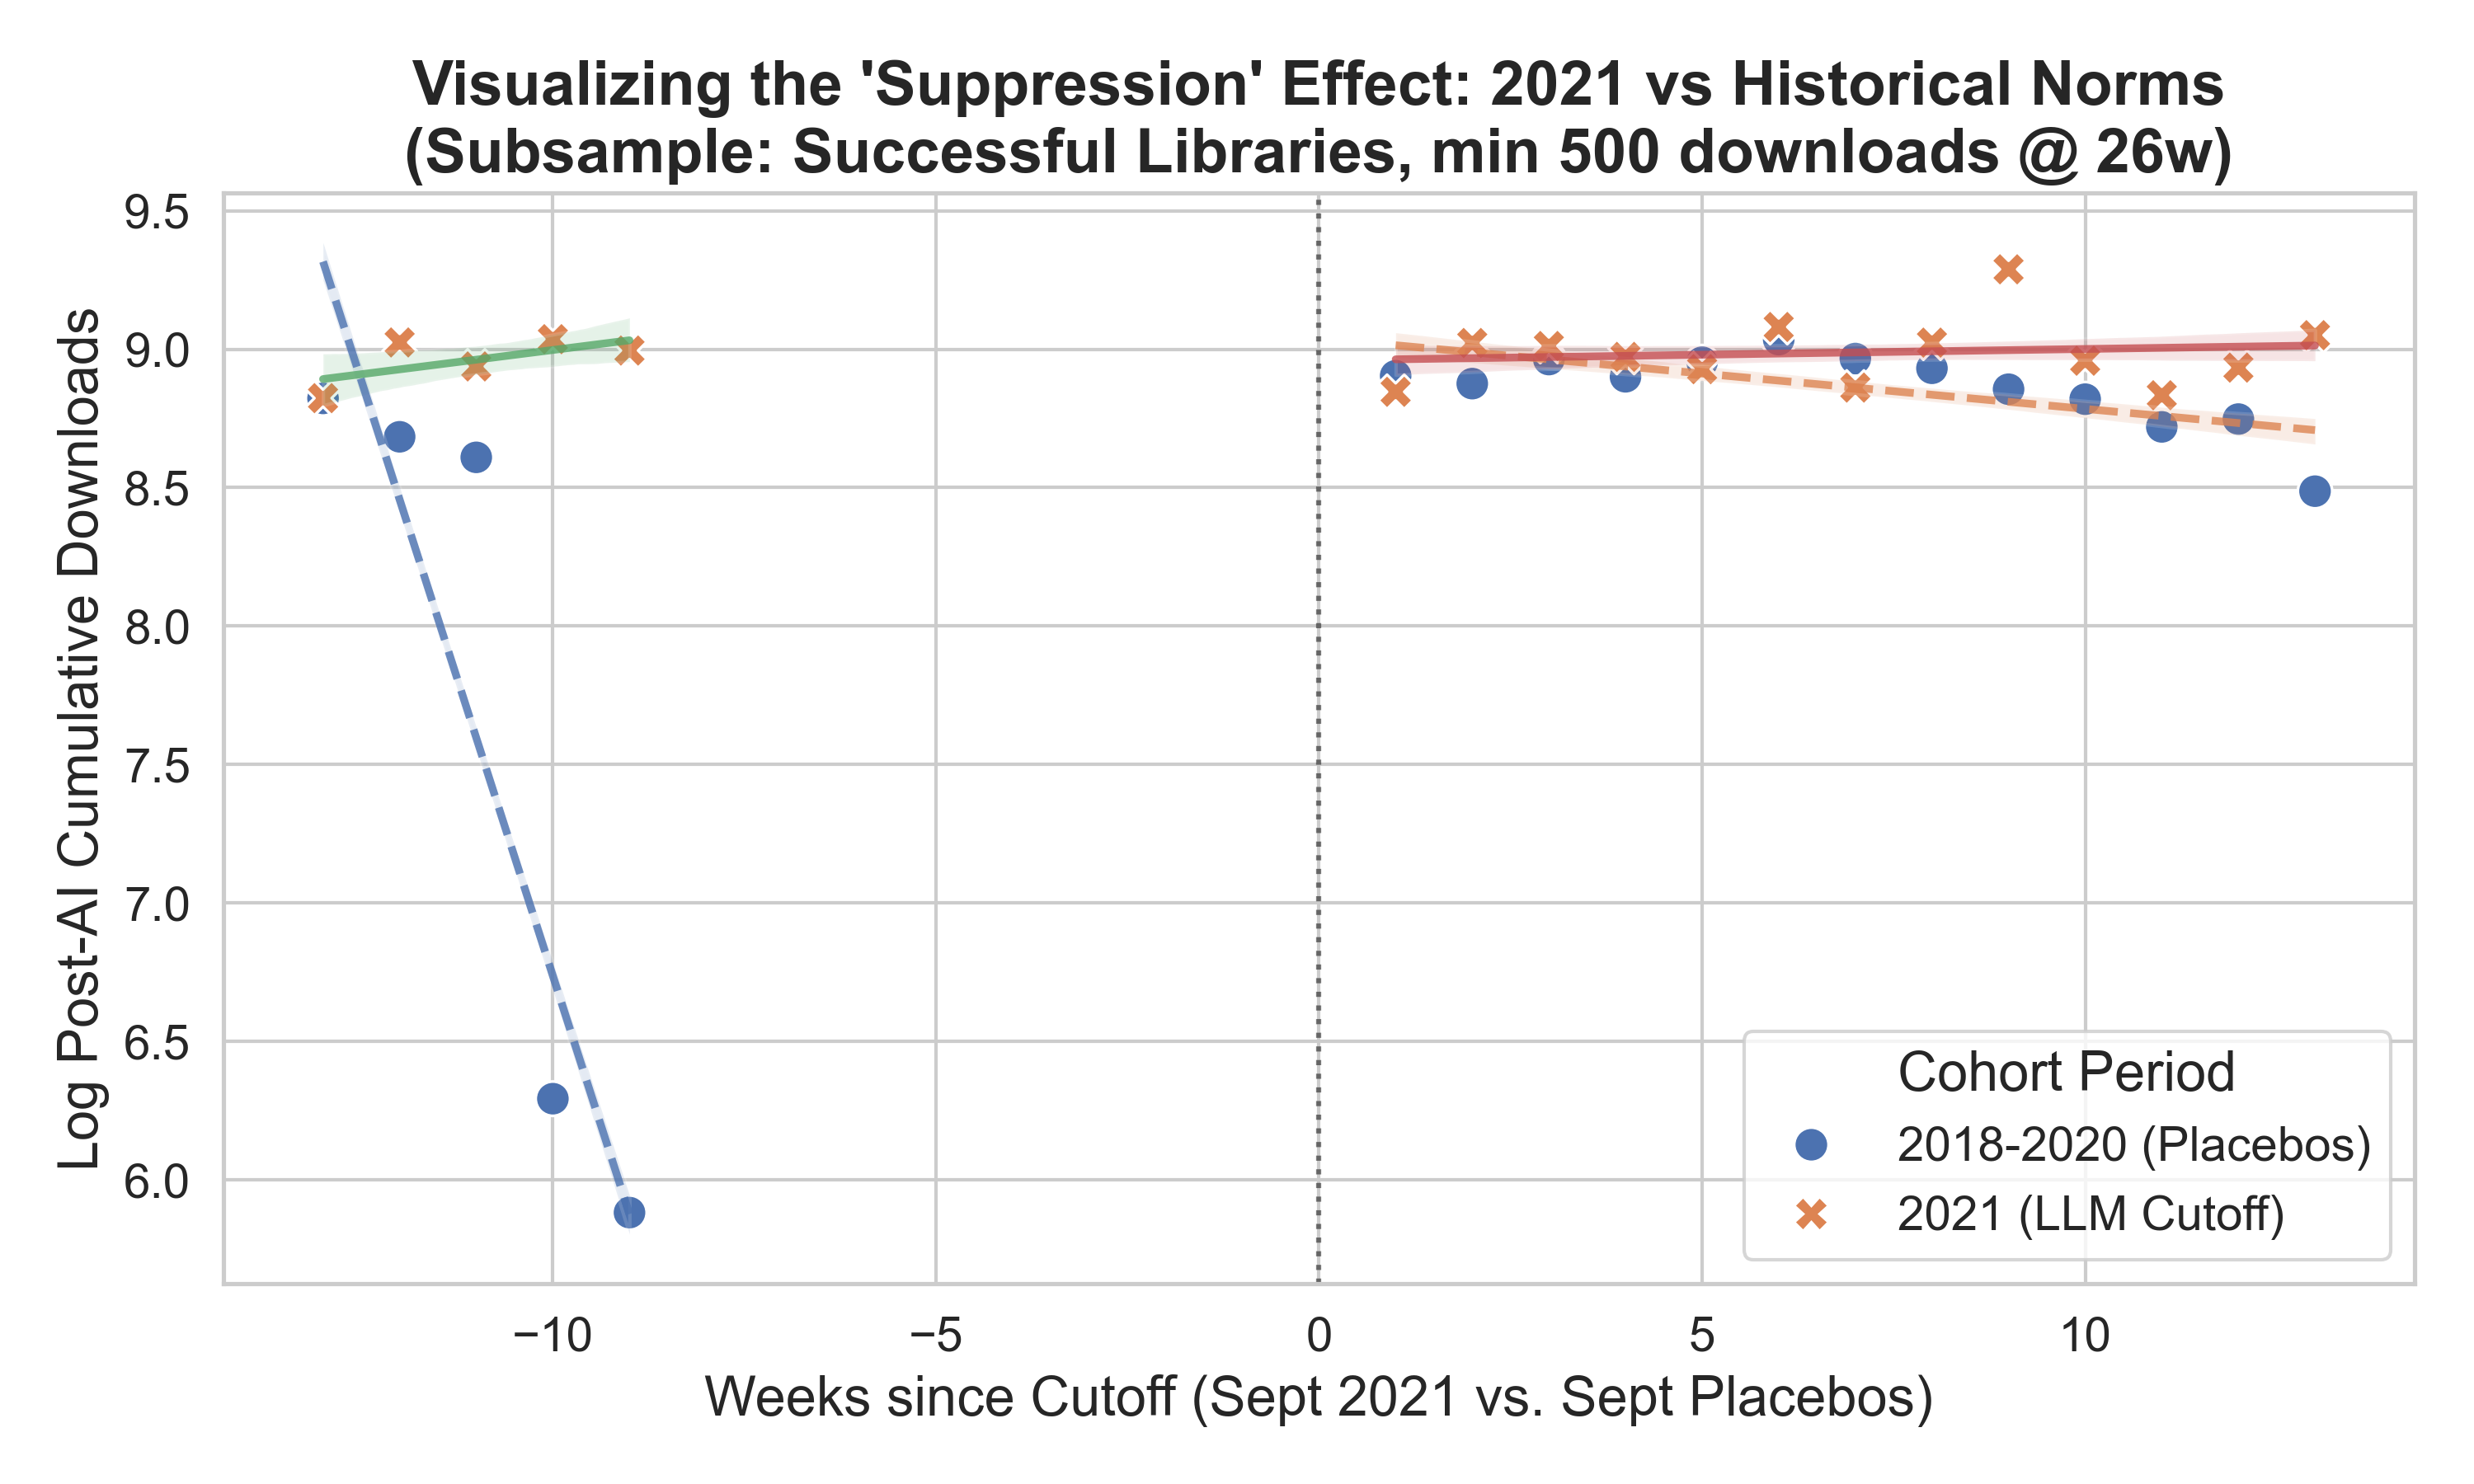 Visualizing the 'Suppression' Effect: 2021 vs Historical Norms
(Subsample: Successful Libraries, min 500 downloads @ 26w)
Log Post-AI Cumulative Downloads
9.5
9.0
8.5
8.0
7.5
7.0
6.5
6.0
Cohort Period
2018-2020 (Placebos)
2021 (LLM Cutoff)
−10
−5
0
5
10
Weeks since Cutoff (Sept 2021 vs. Sept Placebos)